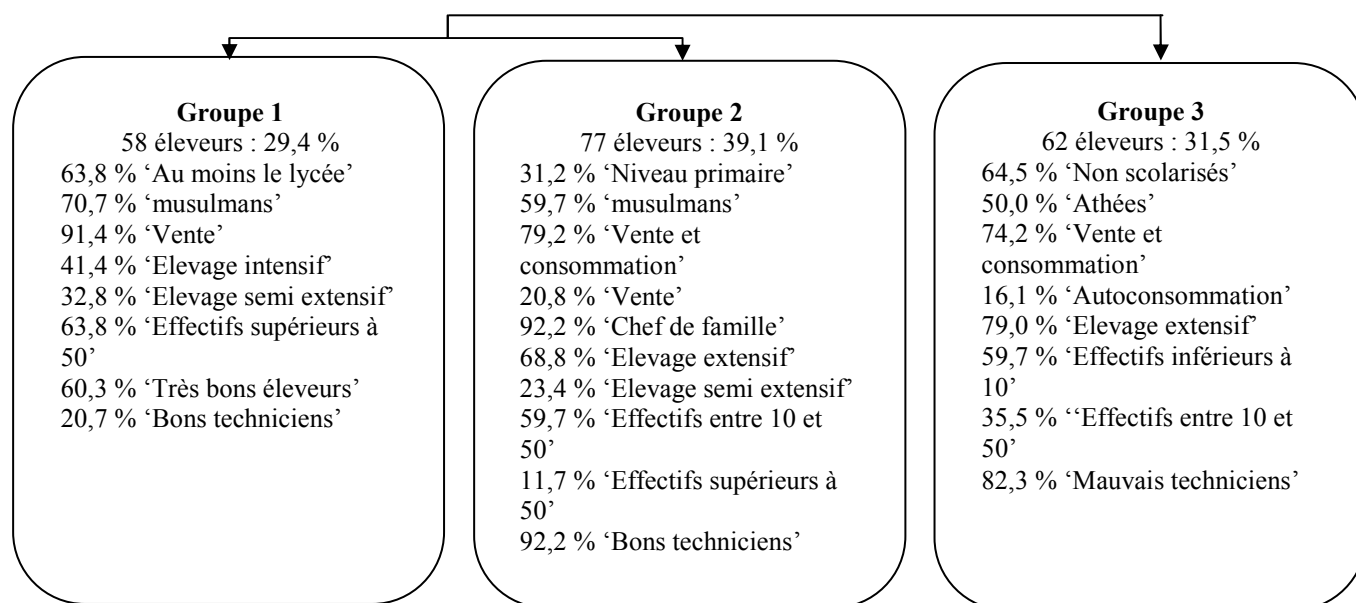 Groupe 1
58 éleveurs : 29,4 %
63,8 % ‘Au moins le lycée’
70,7 % ‘musulmans’
91,4 % ‘Vente’
41,4 % ‘Elevage intensif’
32,8 % ‘Elevage semi extensif’
63,8 % ‘Effectifs supérieurs à
50’
60,3 % ‘Très bons éleveurs’
20,7 % ‘Bons techniciens’
Groupe 2
77 éleveurs : 39,1 %
31,2 % ‘Niveau primaire’
59,7 % ‘musulmans’
79,2 % ‘Vente et
consommation’
20,8 % ‘Vente’
92,2 % ‘Chef de famille’
68,8 % ‘Elevage extensif’
23,4 % ‘Elevage semi extensif’
59,7 % ‘Effectifs entre 10 et
50’
11,7 % ‘Effectifs supérieurs à
50’
92,2 % ‘Bons techniciens’
Groupe 3
62 éleveurs : 31,5 %
64,5 % ‘Non scolarisés’
50,0 % ‘Athées’
74,2 % ‘Vente et
consommation’
16,1 % ‘Autoconsommation’
79,0 % ‘Elevage extensif’
59,7 % ‘Effectifs inférieurs à
10’
35,5 % ‘‘Effectifs entre 10 et
50’
82,3 % ‘Mauvais techniciens’